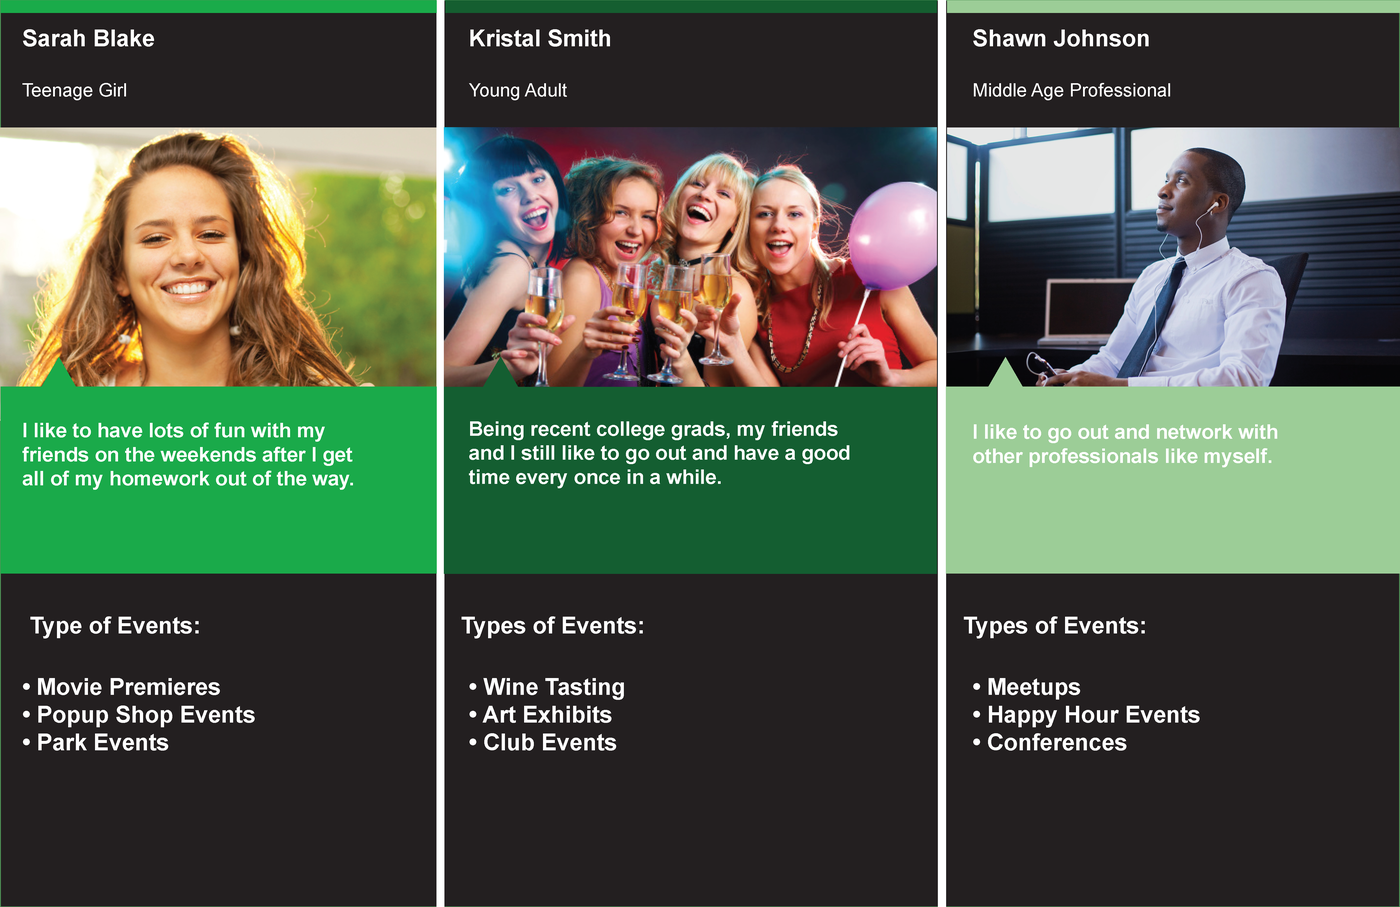 Sarah Blake
Teenage Girl
I like to have lots of fun with my
friends on the weekends after I get
all of my homework out of the way.
Type of Events:
• Movie Premieres
• Popup Shop Events
• Park Events
Kristal Smith
Young Adult
Being recent college grads, my friends
and I still like to go out and have a good
time every once in a while.
Types of Events:
• Wine Tasting
• Art Exhibits
• Club Events
Shawn Johnson
Middle Age Professional
I like to go out and network with
other professionals like myself.
Types of Events:
• Meetups
• Happy Hour Events
• Conferences